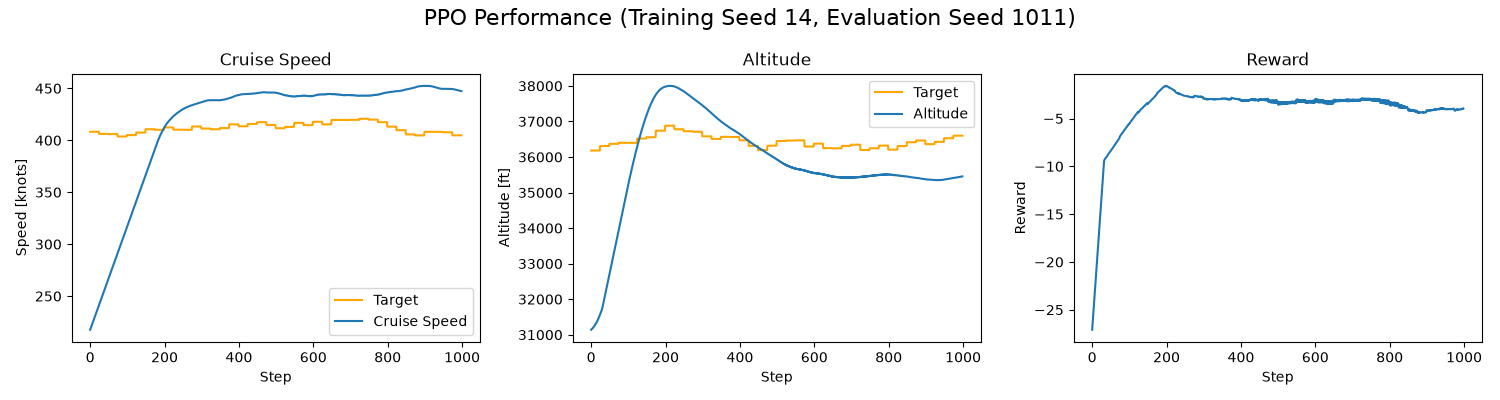 PPO Performance (Training Seed 14, Evaluation Seed 1011)
Cruise Speed
450
400
350
300
250
Speed [knots]
Target
Cruise Speed
0 200 400 600 800 1000
Step
Altitude
38000
37000
36000
35000
34000
33000
32000
31000
Altitude [ft]
Target
Altitude
0 200 400 600 800 1000
Step
Reward
−5
−10
−15
−20
−25
Reward
0 200 400 600 800 1000
Step